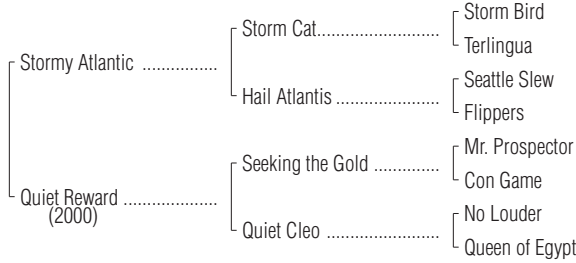 Storm Bird
Storm Cat..............................
Terlingua
Stormy Atlantic ..................
Seattle Slew
Hail Atlantis .........................
Flippers
Mr. Prospector
Seeking the Gold ................
Con Game
Quiet Reward ......................
(2000)
No Louder
Quiet Cleo ...........................
Queen of Egypt